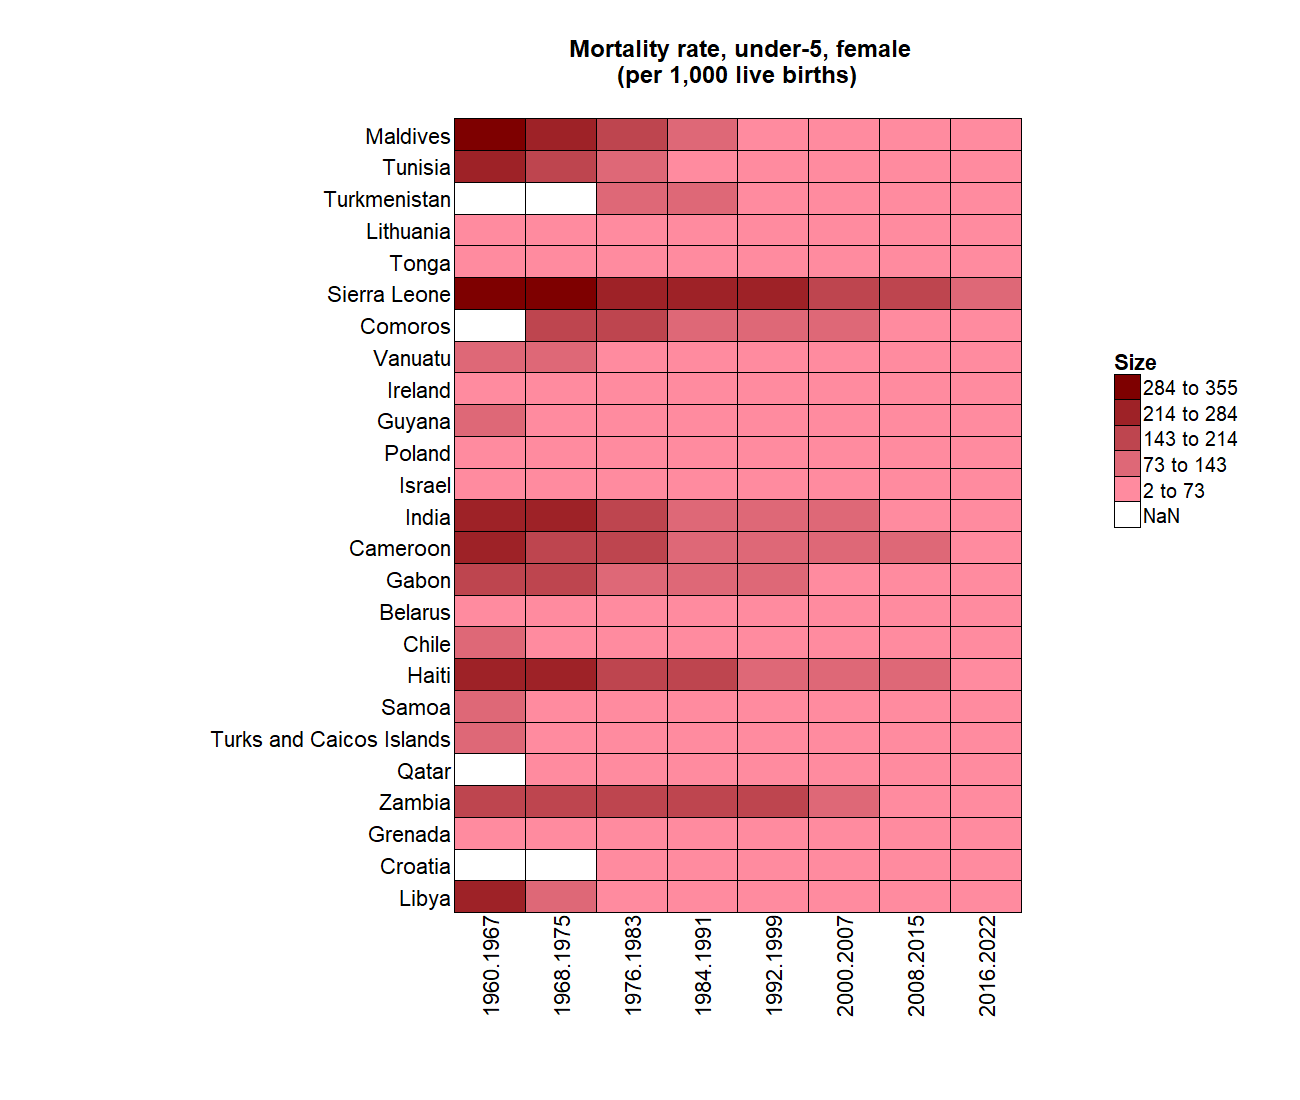 Mortality rate, under-5, female
(per 1,000 live births)
Maldives
Tunisia
Turkmenistan
Lithuania
Tonga
Sierra Leone
Comoros
Vanuatu
Ireland
Guyana
Poland
Israel
India
Cameroon
Gabon
Belarus
Chile
Haiti
Samoa
Turks and Caicos Islands
Qatar
Zambia
Grenada
Croatia
Libya
1960.1967
1968.1975
1976.1983
1984.1991
1992.1999
2000.2007
2008.2015
2016.2022
Size
284 to 355
214 to 284
143 to 214
73 to 143
2 to 73
NaN